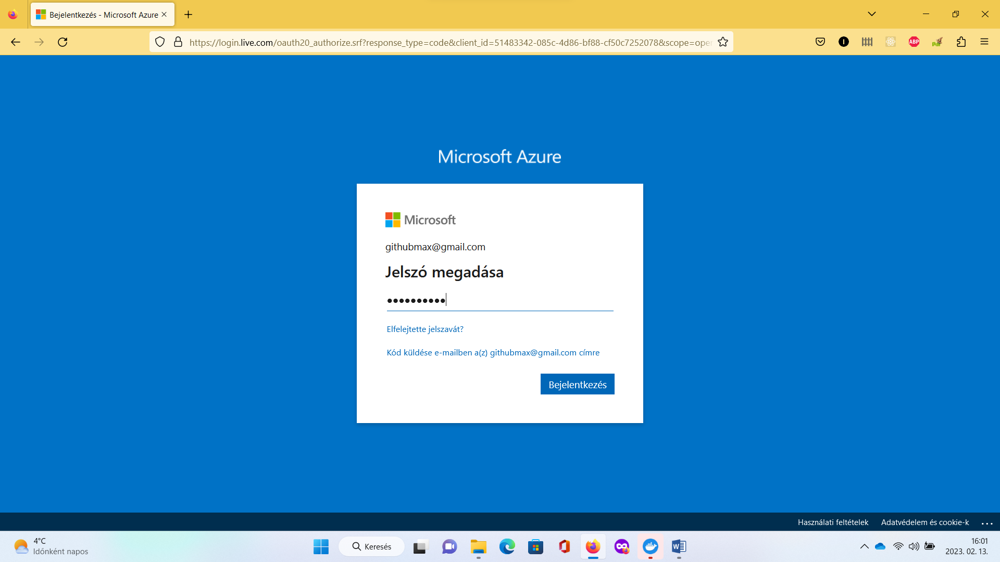 Bejelentkezés - Microsoft Azure
https://login.live.com/oauth20_authorize.srf?response_type=code&client_id=51483342-085c-4d86-bf88-cf50c7252078&scope=oper
ABP
Microsoft Azure
Microsoft
githubmax@gmail.com
Jelszó megadása
••••••••••
Elfelejtette jelszavát?
Kód küldése e-mailben a(z) githubmax@gmail.com címre
Bejelentkezés
Használati feltételek Adatvédelem és cookie-k ...
4°C
Időnként napos
Keresés
16:01
2023. 02. 13.